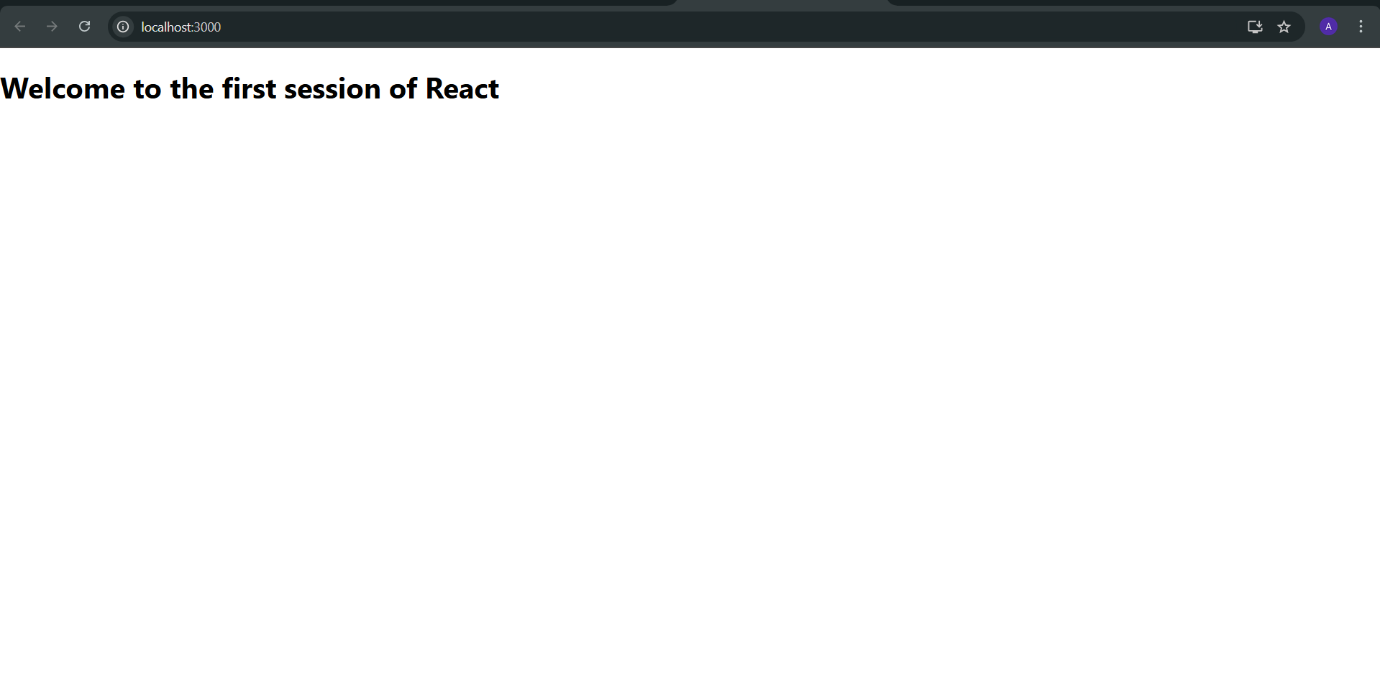 localhost:3000
A
Welcome to the first session of React